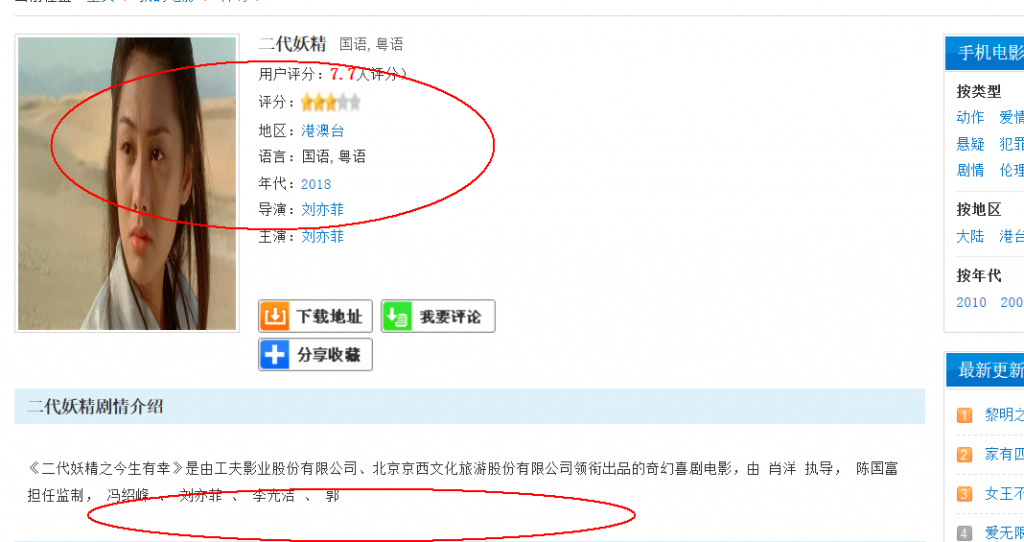 二代妖精 国语, 粤语
用户评分：7.7人评分）
评分：
地区：港澳台
语言：国语, 粤语
年代：2018
导演：刘亦菲
主演：刘亦菲
下载地址
我要评论
分享收藏
二代妖精剧情介绍
《二代妖精之今生有幸》是由工夫影业股份有限公司、北京京西文化旅游股份有限公司领衔出品的奇幻喜剧电影，由 肖洋 执导， 陈国富
担任监制， 冯绍峰 、 刘亦菲 、 李光洁 、 郭
手机电影
按类型
动作 爱情
悬疑 犯罪
剧情 伦理
按地区
大陆 港台
按年代
2010 200
最新更新
1 黎明之
2 家有四
3 女王不
4 爱无限